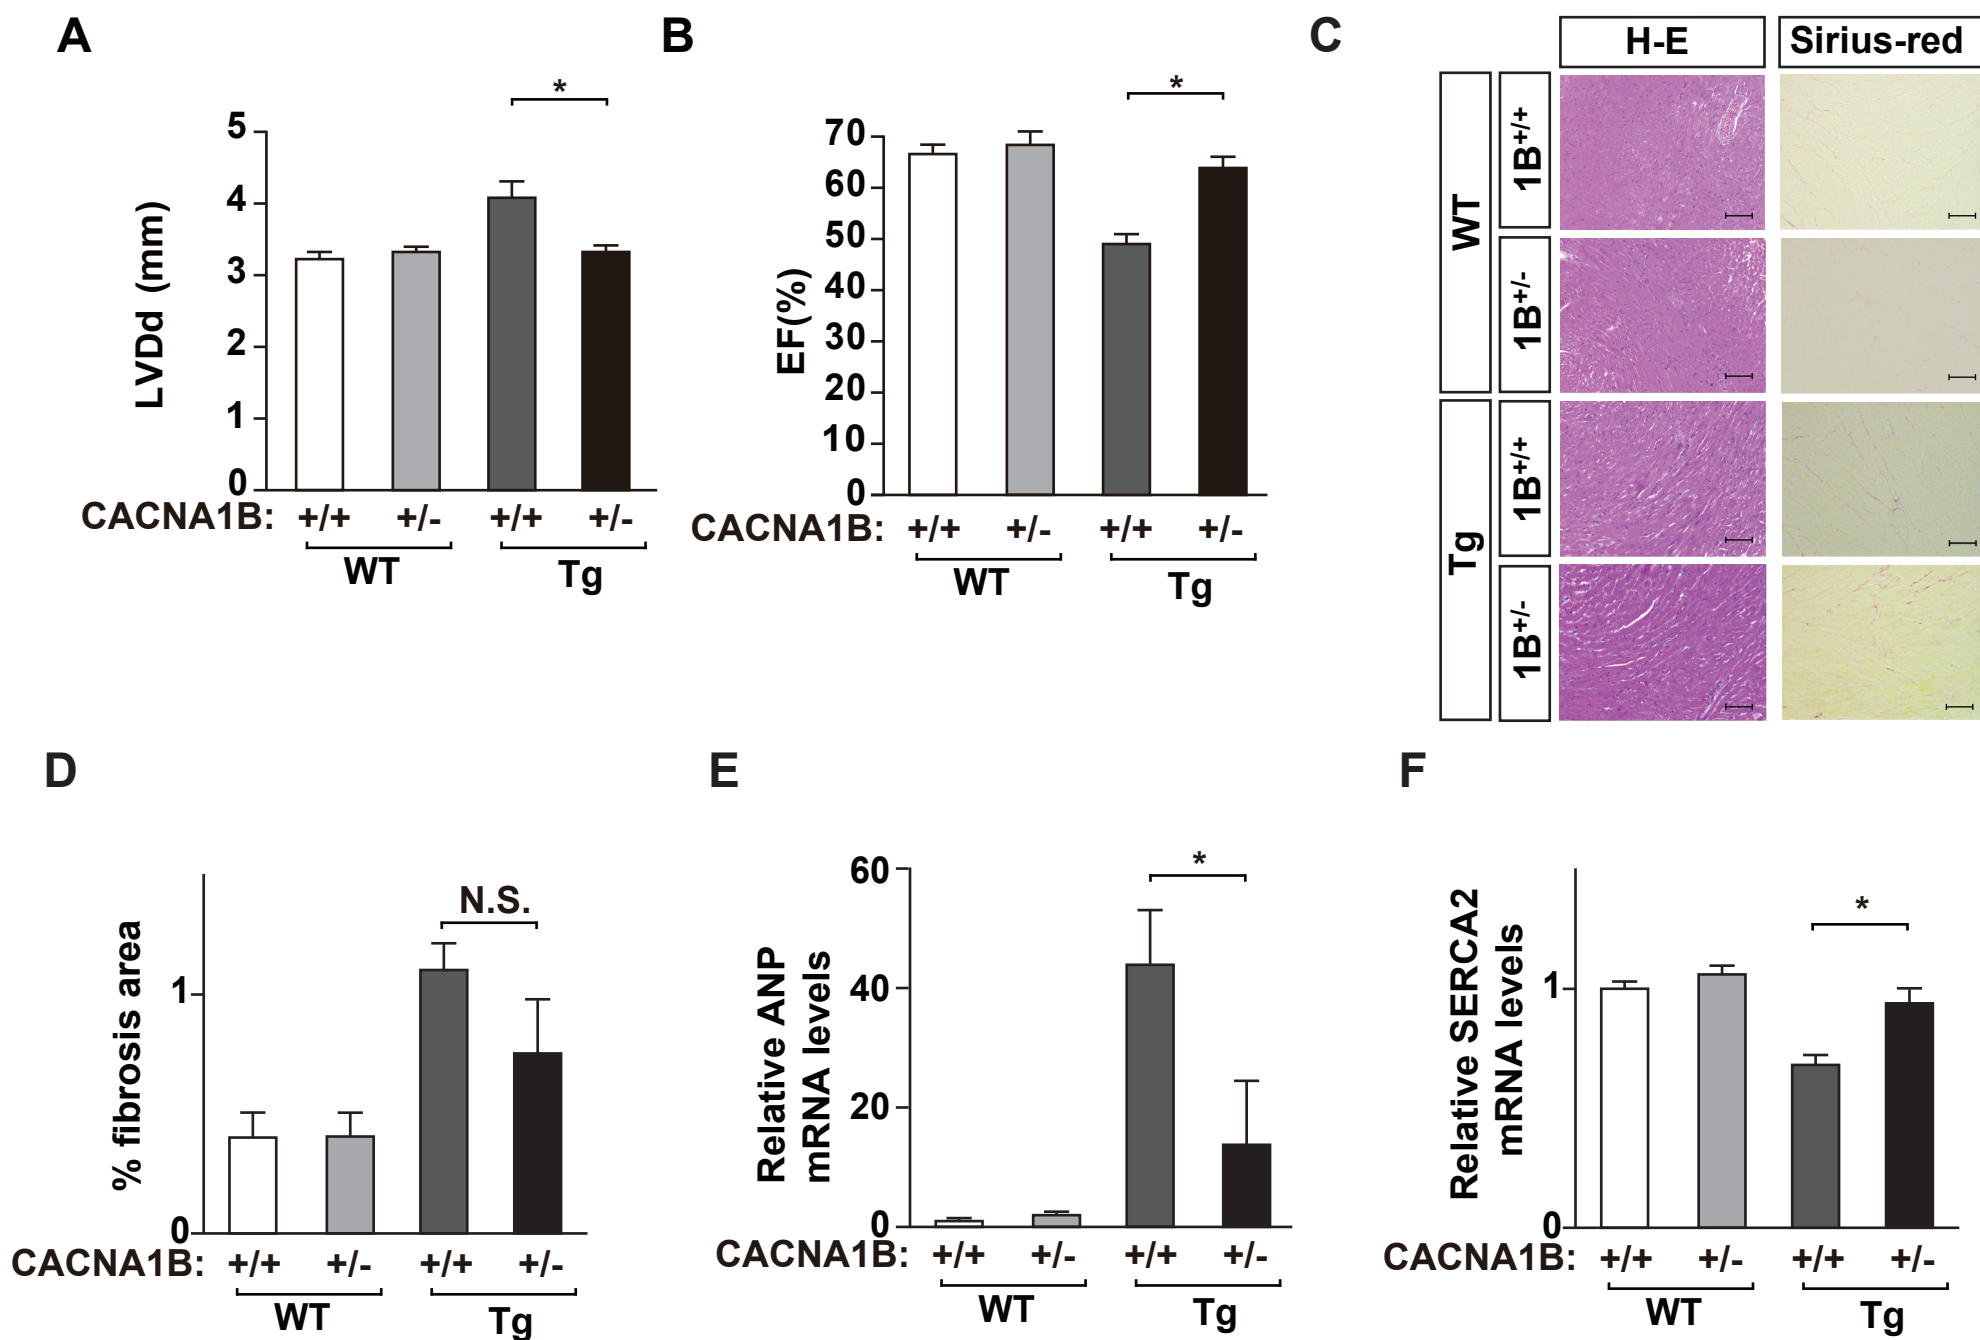 A
*
5
4
3
2
1
0
LVDd (mm)
CACNA1B: +/+ +/- +/+ +/-
WT Tg
B
*
70
60
50
40
30
20
10
0
EF(%)
CACNA1B: +/+ +/- +/+ +/-
WT Tg
C
H-E Sirius-red
WT
1B+/+
1B+/-
Tg
1B+/+
1B+/-
D
N.S.
1
0
% fibrosis area
CACNA1B: +/+ +/- +/+ +/-
WT Tg
E
*
60
40
20
0
Relative ANP
mRNA levels
CACNA1B: +/+ +/- +/+ +/-
WT Tg
F
*
1
0
Relative SERCA2
mRNA levels
CACNA1B: +/+ +/- +/+ +/-
WT Tg